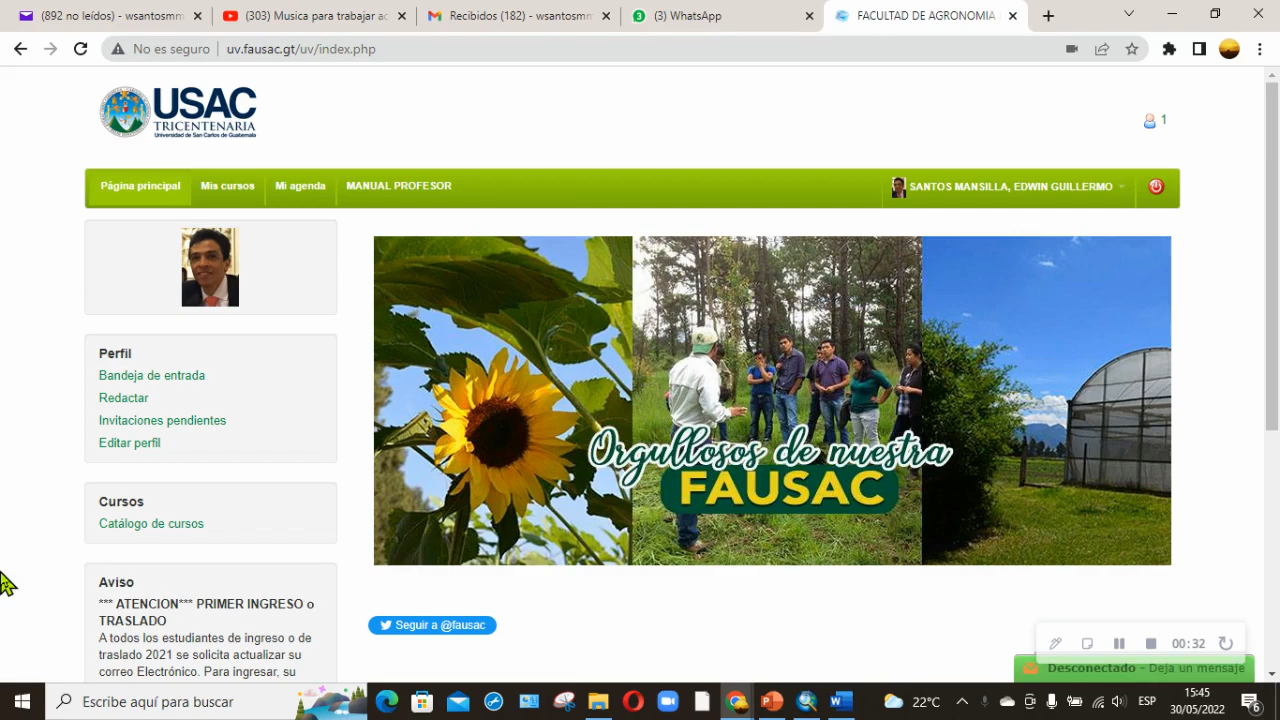 (892 no leídos) - wsantosmm
(303) Musica para trabajar ac
Recibidos (182) - wsantosmm
3
(3) WhatsApp
FACULTAD DE AGRONOMIA
No es seguro
uv.fausac.gt/uv/index.php
USAC
TRICENTENARIA
Universidad de San Carlos de Guatemala
1
Página principal
Mis cursos
Mi agenda
MANUAL PROFESOR
SANTOS MANSILLA, EDWIN GUILLERMO
Perfil
Bandeja de entrada
Redactar
Invitaciones pendientes
Editar perfil
Cursos
Catálogo de cursos
Aviso
*** ATENCION*** PRIMER INGRESO o
TRASLADO
A todos los estudiantes de ingreso o de
traslado 2021 se solicita actualizar su
correo Electrónico. Para ingresar, su
Orgullosos de nuestra
FAUSAC
Seguir a @fausac
00:32
Desconectado - Deja un mensaje
Escribe aquí para buscar
22°C
ESP
15:45
30/05/2022
6